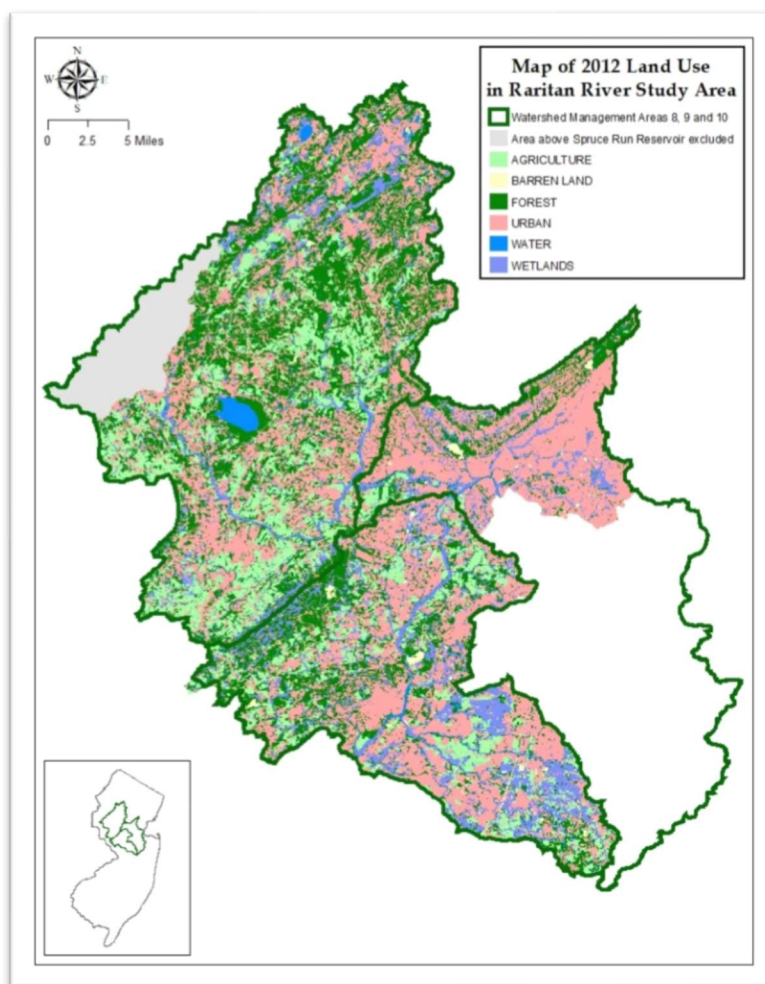 N
W E
S
0 2.5 5 Miles
Map of 2012 Land Use
in Raritan River Study Area
Watershed Management Areas 8, 9 and 10
Area above Spruce Run Reservoir excluded
AGRICULTURE
BARREN LAND
FOREST
URBAN
WATER
WETLANDS